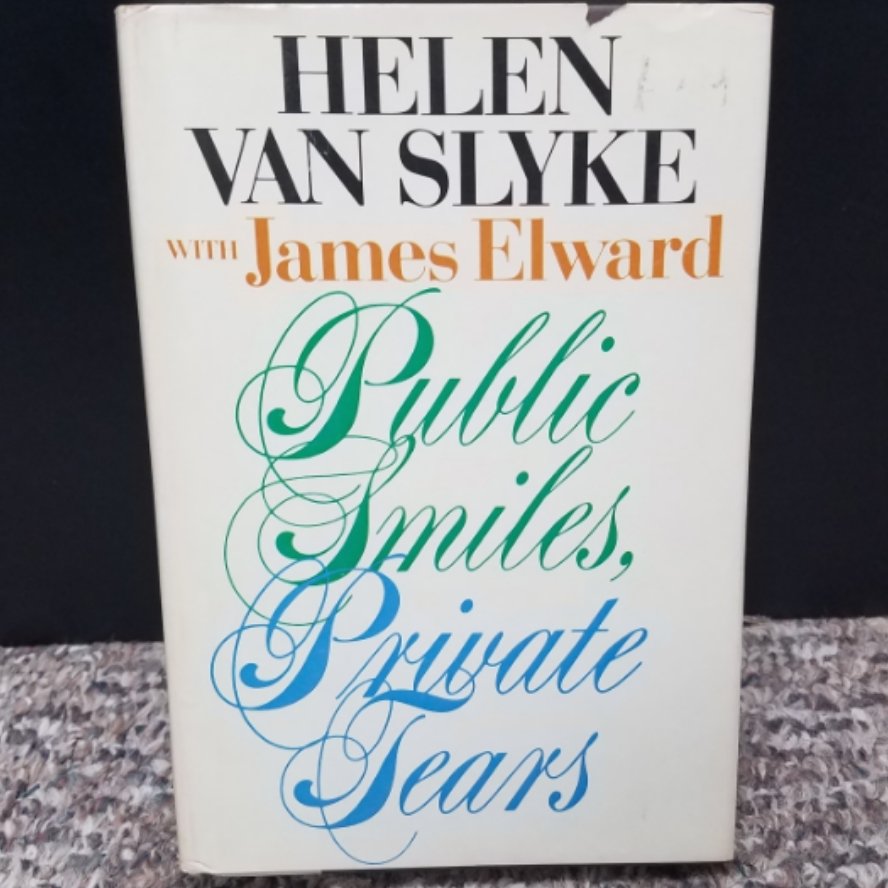 HELEN
VAN SLYKE
WITH James Elward
Public
Smiles,
Private
Tears